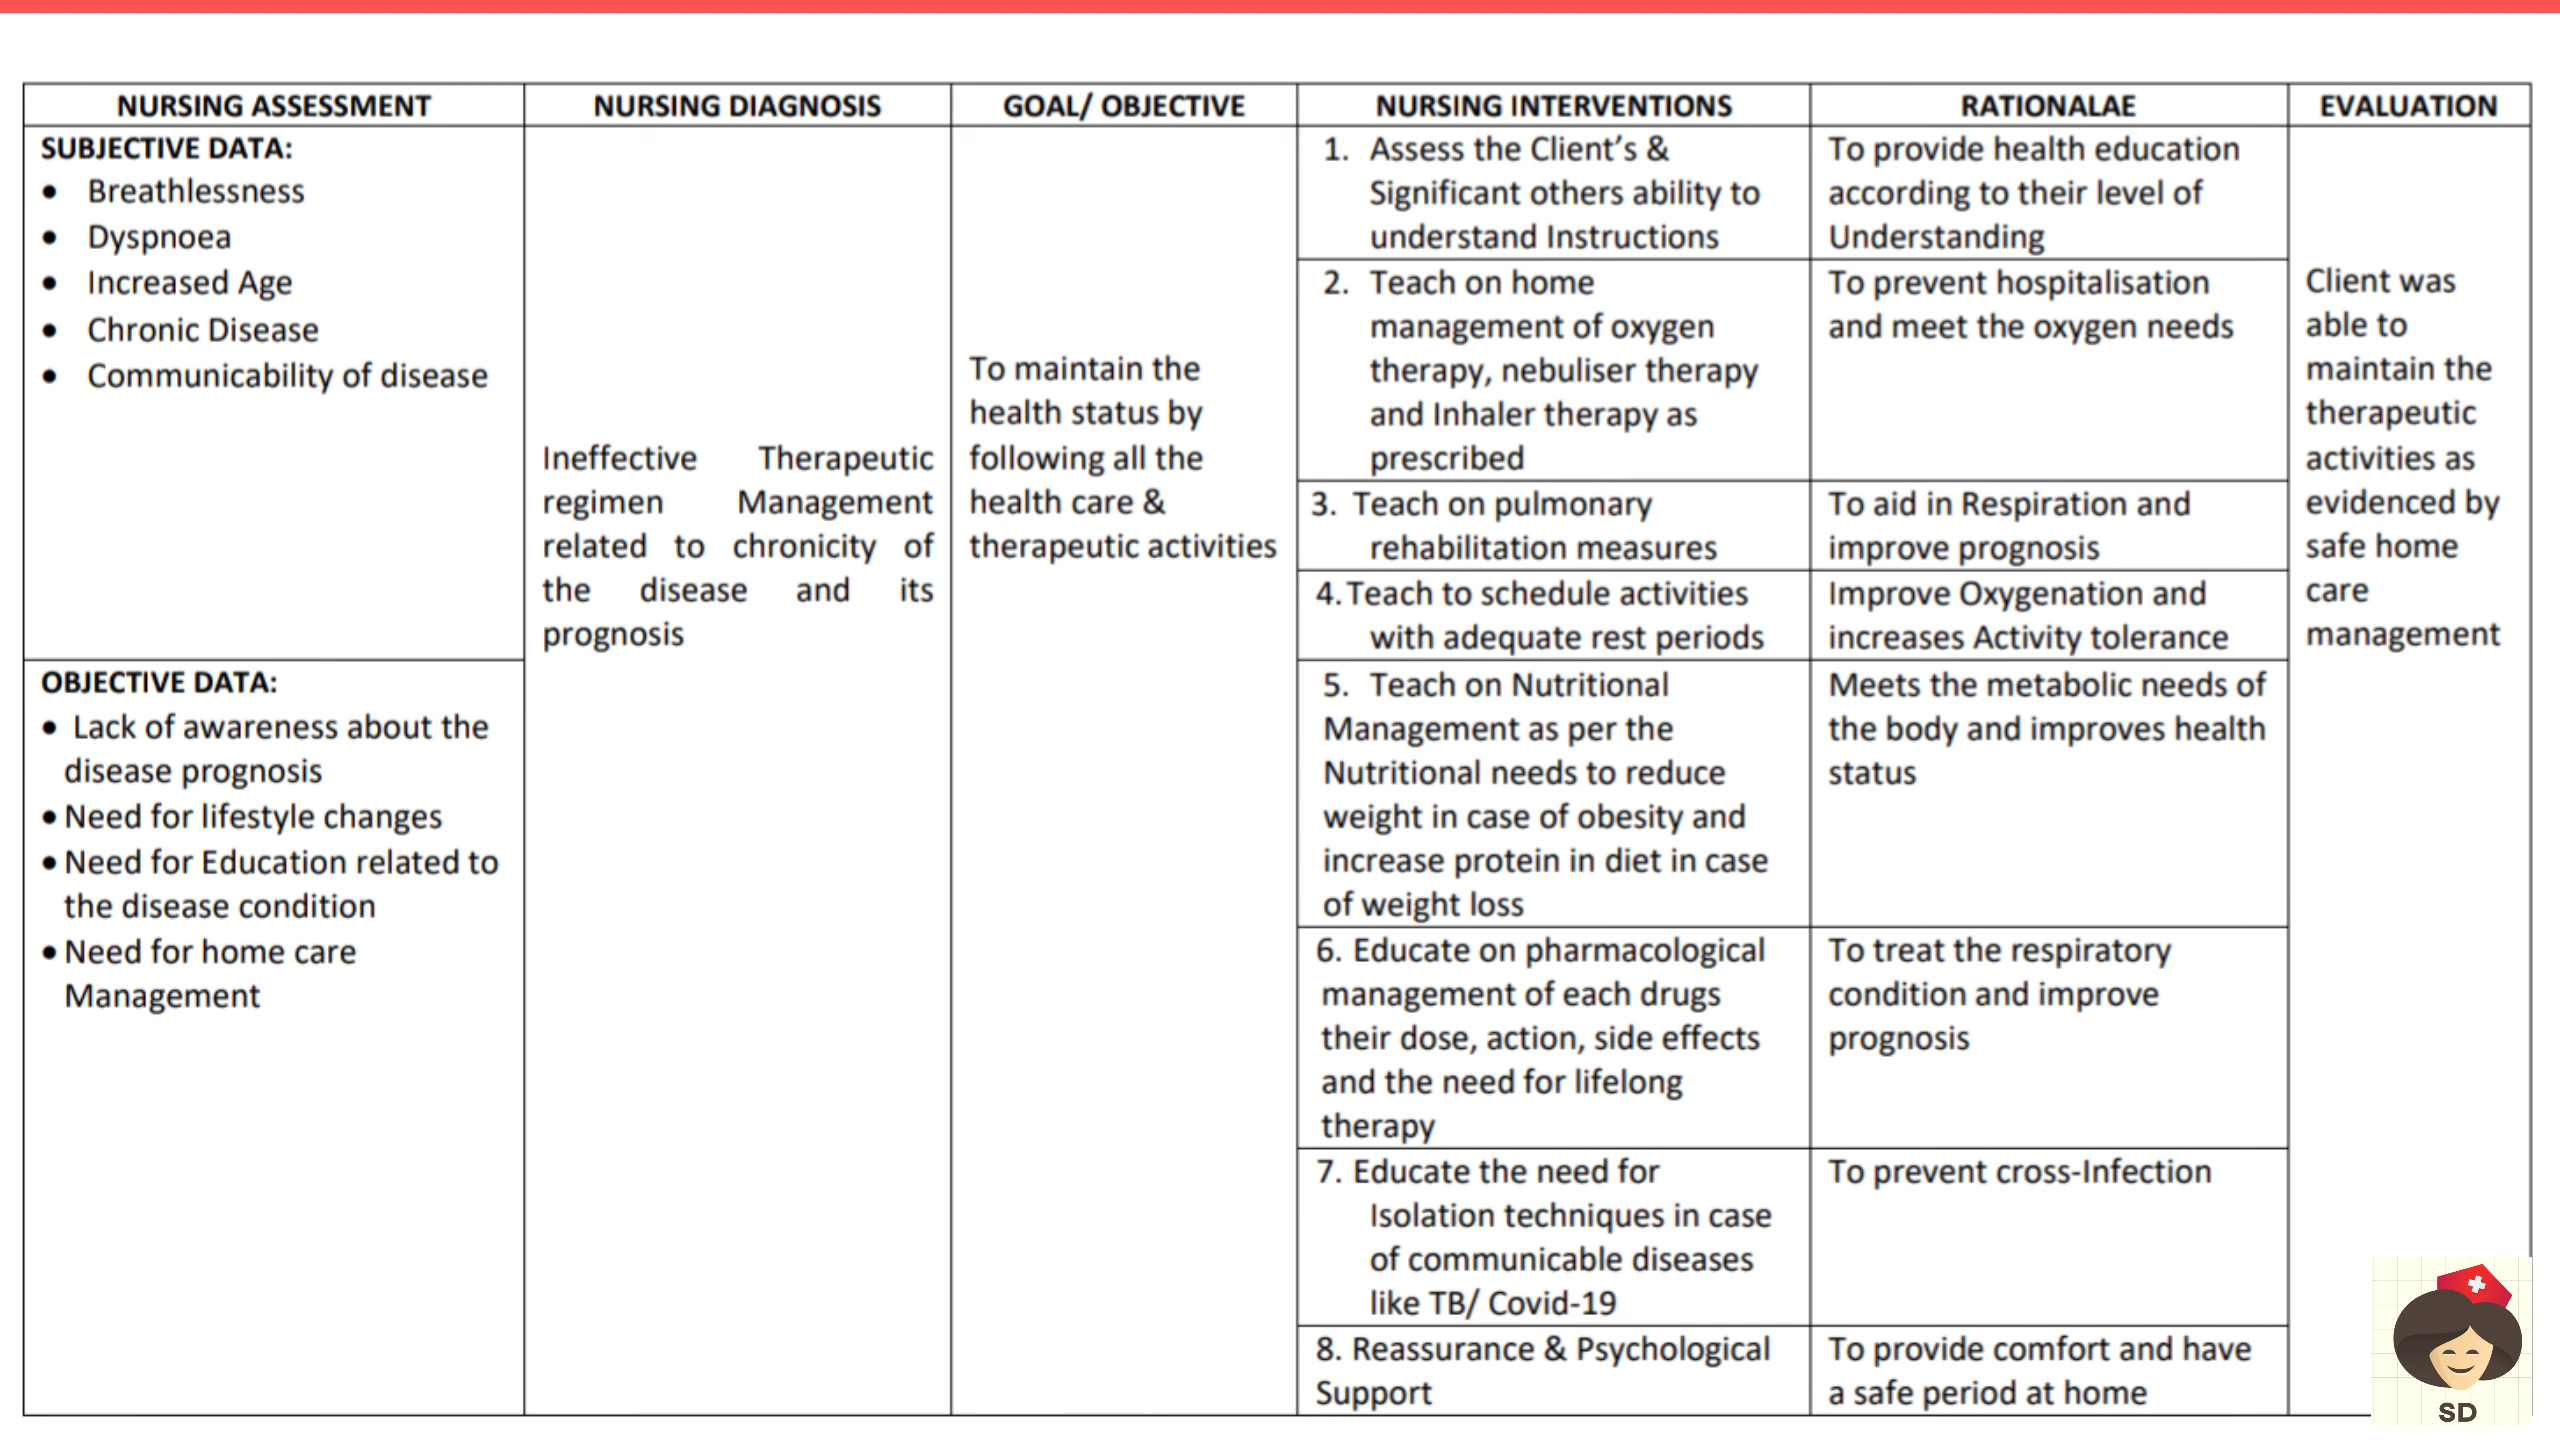 NURSING ASSESSMENT
NURSING DIAGNOSIS
GOAL/ OBJECTIVE
NURSING INTERVENTIONS
RATIONALAE
EVALUATION
SUBJECTIVE DATA:
• Breathlessness
• Dyspnoea
• Increased Age
• Chronic Disease
• Communicability of disease
OBJECTIVE DATA:
• Lack of awareness about the
disease prognosis
• Need for lifestyle changes
• Need for Education related to
the disease condition
• Need for home care
Management
Ineffective Therapeutic
regimen Management
related to chronicity of
the disease and its
prognosis
To maintain the
health status by
following all the
health care &
therapeutic activities
1. Assess the Client's &
Significant others ability to
understand Instructions
To provide health education
according to their level of
Understanding
2. Teach on home
management of oxygen
therapy, nebuliser therapy
and Inhaler therapy as
prescribed
To prevent hospitalisation
and meet the oxygen needs
3. Teach on pulmonary
rehabilitation measures
To aid in Respiration and
improve prognosis
4. Teach to schedule activities
with adequate rest periods
Improve Oxygenation and
increases Activity tolerance
5. Teach on Nutritional
Management as per the
Nutritional needs to reduce
weight in case of obesity and
increase protein in diet in case
of weight loss
Meets the metabolic needs of
the body and improves health
status
6. Educate on pharmacological
management of each drugs
their dose, action, side effects
and the need for lifelong
therapy
To treat the respiratory
condition and improve
prognosis
7. Educate the need for
Isolation techniques in case
of communicable diseases
like TB/ Covid-19
To prevent cross-Infection
8. Reassurance & Psychological
Support
To provide comfort and have
a safe period at home
Client was
able to
maintain the
therapeutic
activities as
evidenced by
safe home
care
management
SD